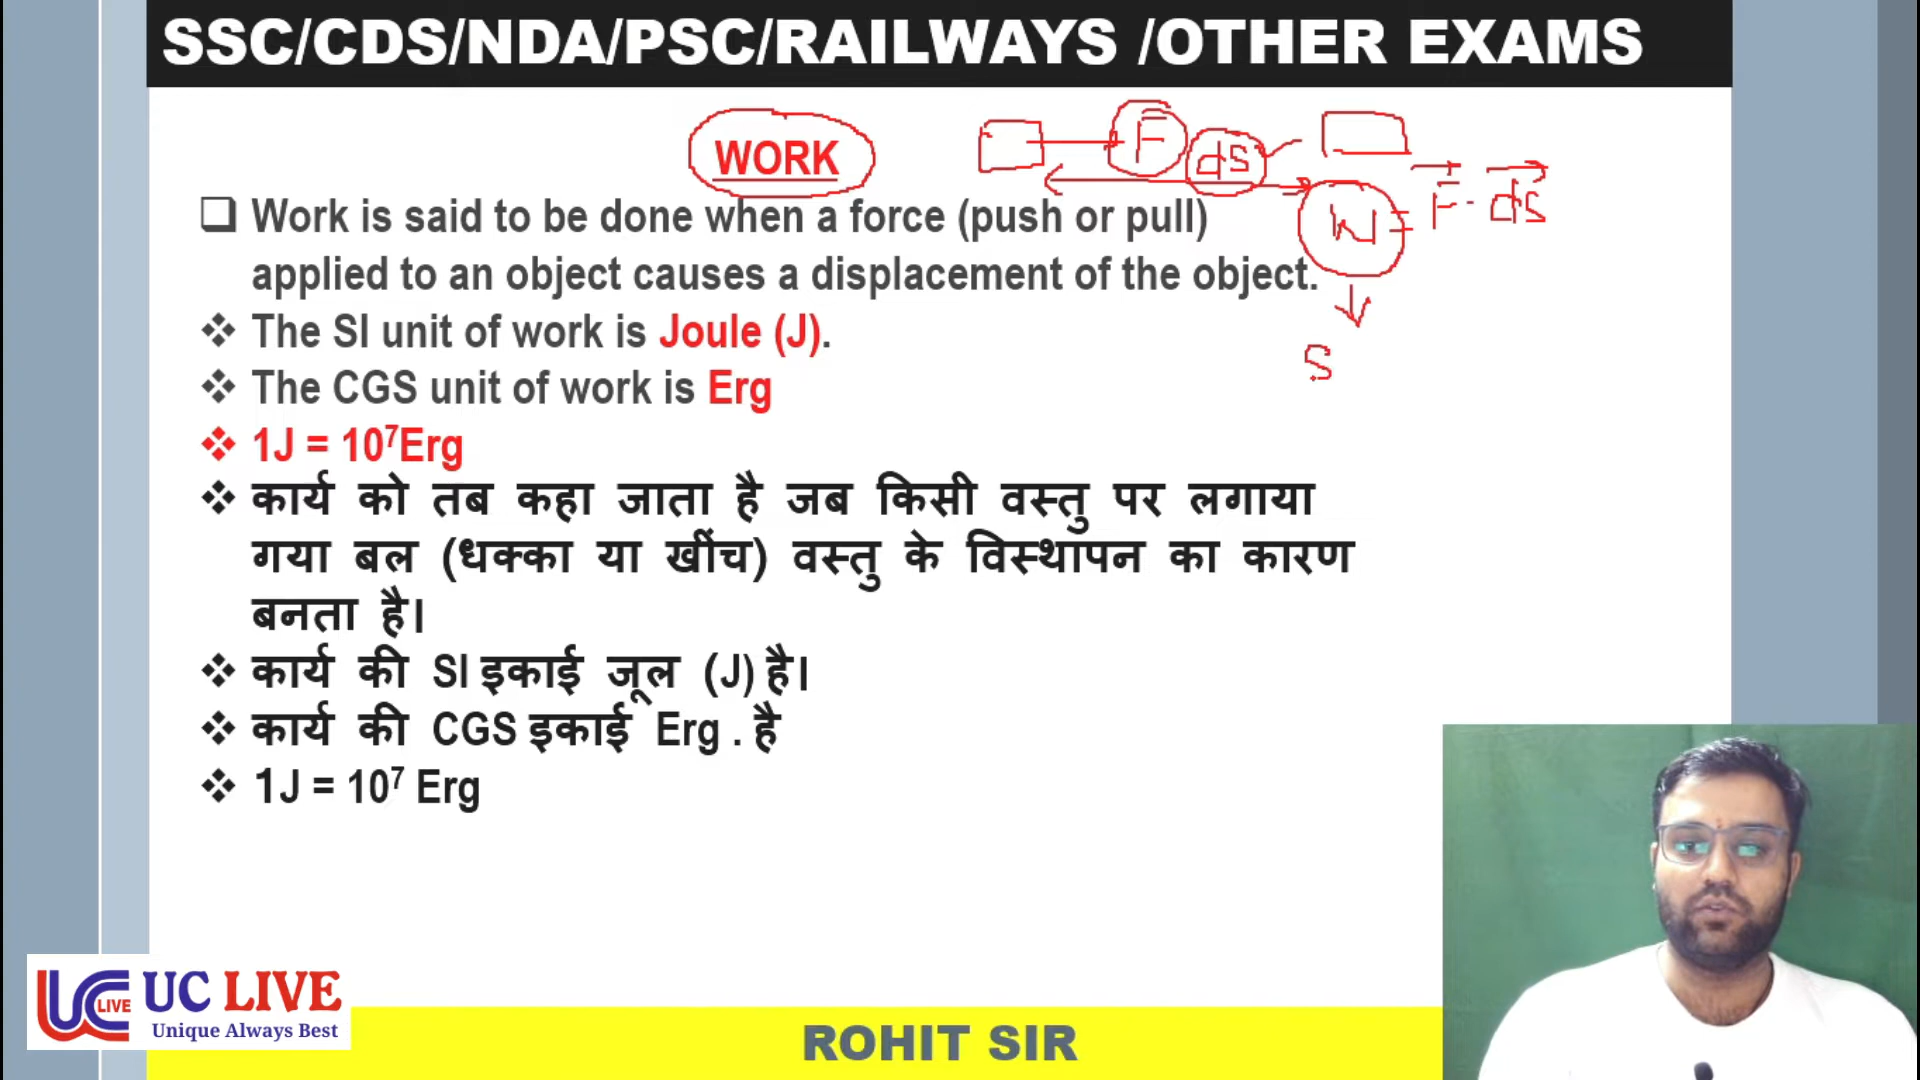 SSC/CDS/NDA/PSC/RAILWAYS /OTHER EXAMS
WORK
F
ds
W = F . ds
S
Work is said to be done when a force (push or pull)
applied to an object causes a displacement of the object.
The SI unit of work is Joule (J).
The CGS unit of work is Erg
1J = 10⁷Erg
कार्य को तब कहा जाता है जब किसी वस्तु पर लगाया
गया बल (धक्का या खींच) वस्तु के विस्थापन का कारण
बनता है।
कार्य की SI इकाई जूल (J) है।
कार्य की CGS इकाई Erg . है
1J = 10⁷ Erg
LIVE
UC LIVE
Unique Always Best
ROHIT SIR